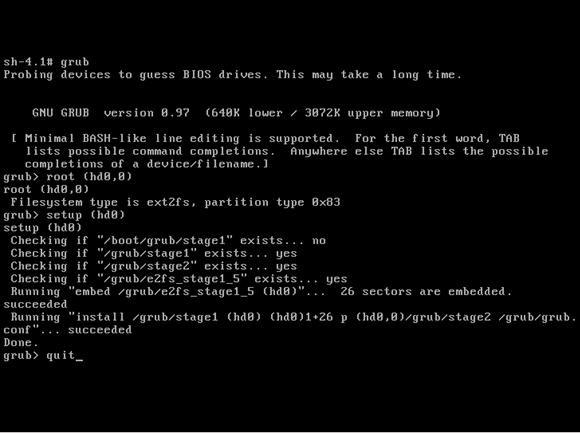 sh-4.1# grub
Probing devices to guess BIOS drives. This may take a long time.
GNU GRUB  version 0.97  (640K lower / 3072K upper memory)
[ Minimal BASH-like line editing is supported.  For the first word, TAB
lists possible command completions.  Anywhere else TAB lists the possible
completions of a device/filename.]
grub> root (hd0,0)
root (hd0,0)
Filesystem type is ext2fs, partition type 0x83
grub> setup (hd0)
setup (hd0)
Checking if "/boot/grub/stage1" exists... no
Checking if "/grub/stage1" exists... yes
Checking if "/grub/stage2" exists... yes
Checking if "/grub/e2fs_stage1_5" exists... yes
Running "embed /grub/e2fs_stage1_5 (hd0)"...  26 sectors are embedded.
succeeded
Running "install /grub/stage1 (hd0) (hd0)1+26 p (hd0,0)/grub/stage2 /grub/grub.
conf"... succeeded
Done.
grub> quit_